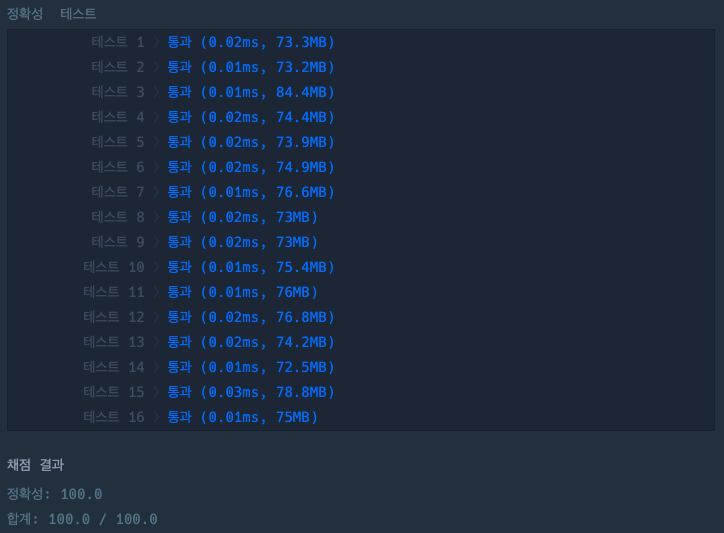 정확성 테스트
테스트 1 > 통과 (0.02ms, 73.3MB)
테스트 2 > 통과 (0.01ms, 73.2MB)
테스트 3 > 통과 (0.01ms, 84.4MB)
테스트 4 > 통과 (0.02ms, 74.4MB)
테스트 5 > 통과 (0.02ms, 73.9MB)
테스트 6 > 통과 (0.02ms, 74.9MB)
테스트 7 > 통과 (0.01ms, 76.6MB)
테스트 8 > 통과 (0.02ms, 73MB)
테스트 9 > 통과 (0.02ms, 73MB)
테스트 10 > 통과 (0.01ms, 75.4MB)
테스트 11 > 통과 (0.01ms, 76MB)
테스트 12 > 통과 (0.02ms, 76.8MB)
테스트 13 > 통과 (0.02ms, 74.2MB)
테스트 14 > 통과 (0.01ms, 72.5MB)
테스트 15 > 통과 (0.03ms, 78.8MB)
테스트 16 > 통과 (0.01ms, 75MB)
채점 결과
정확성: 100.0
합계: 100.0 / 100.0